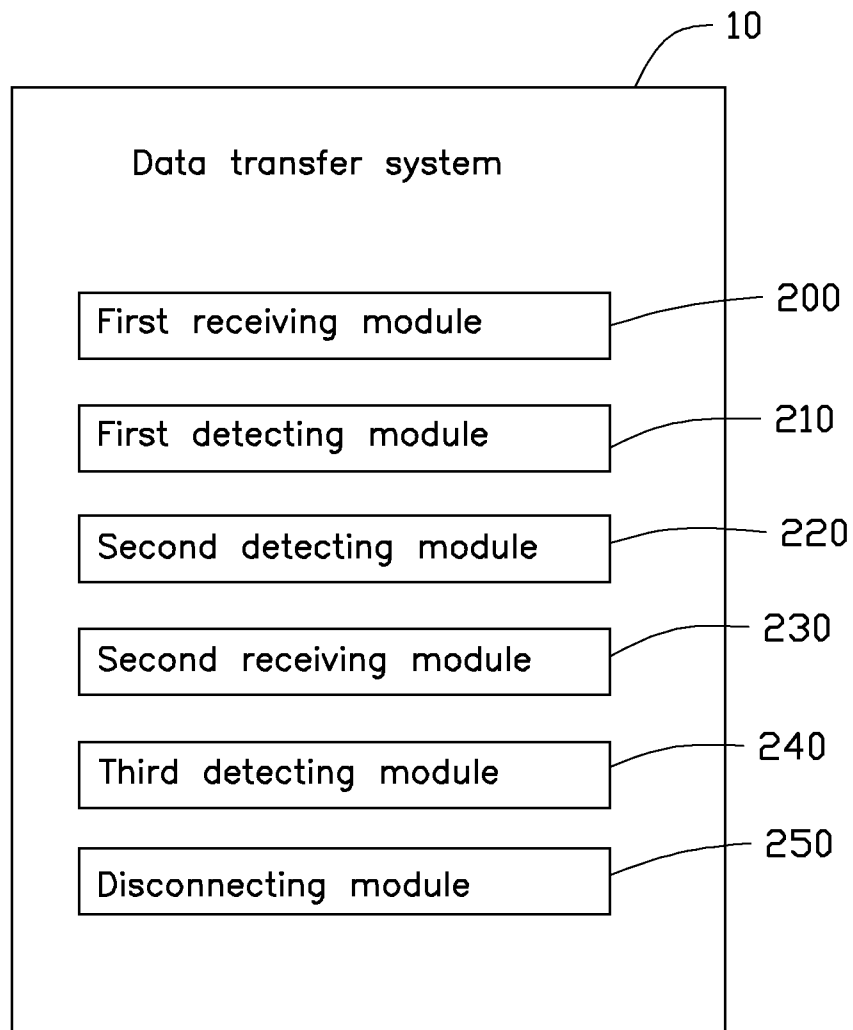 10
Data transfer system
First receiving module
200
First detecting module
210
Second detecting module
220
Second receiving module
230
Third detecting module
240
Disconnecting module
250